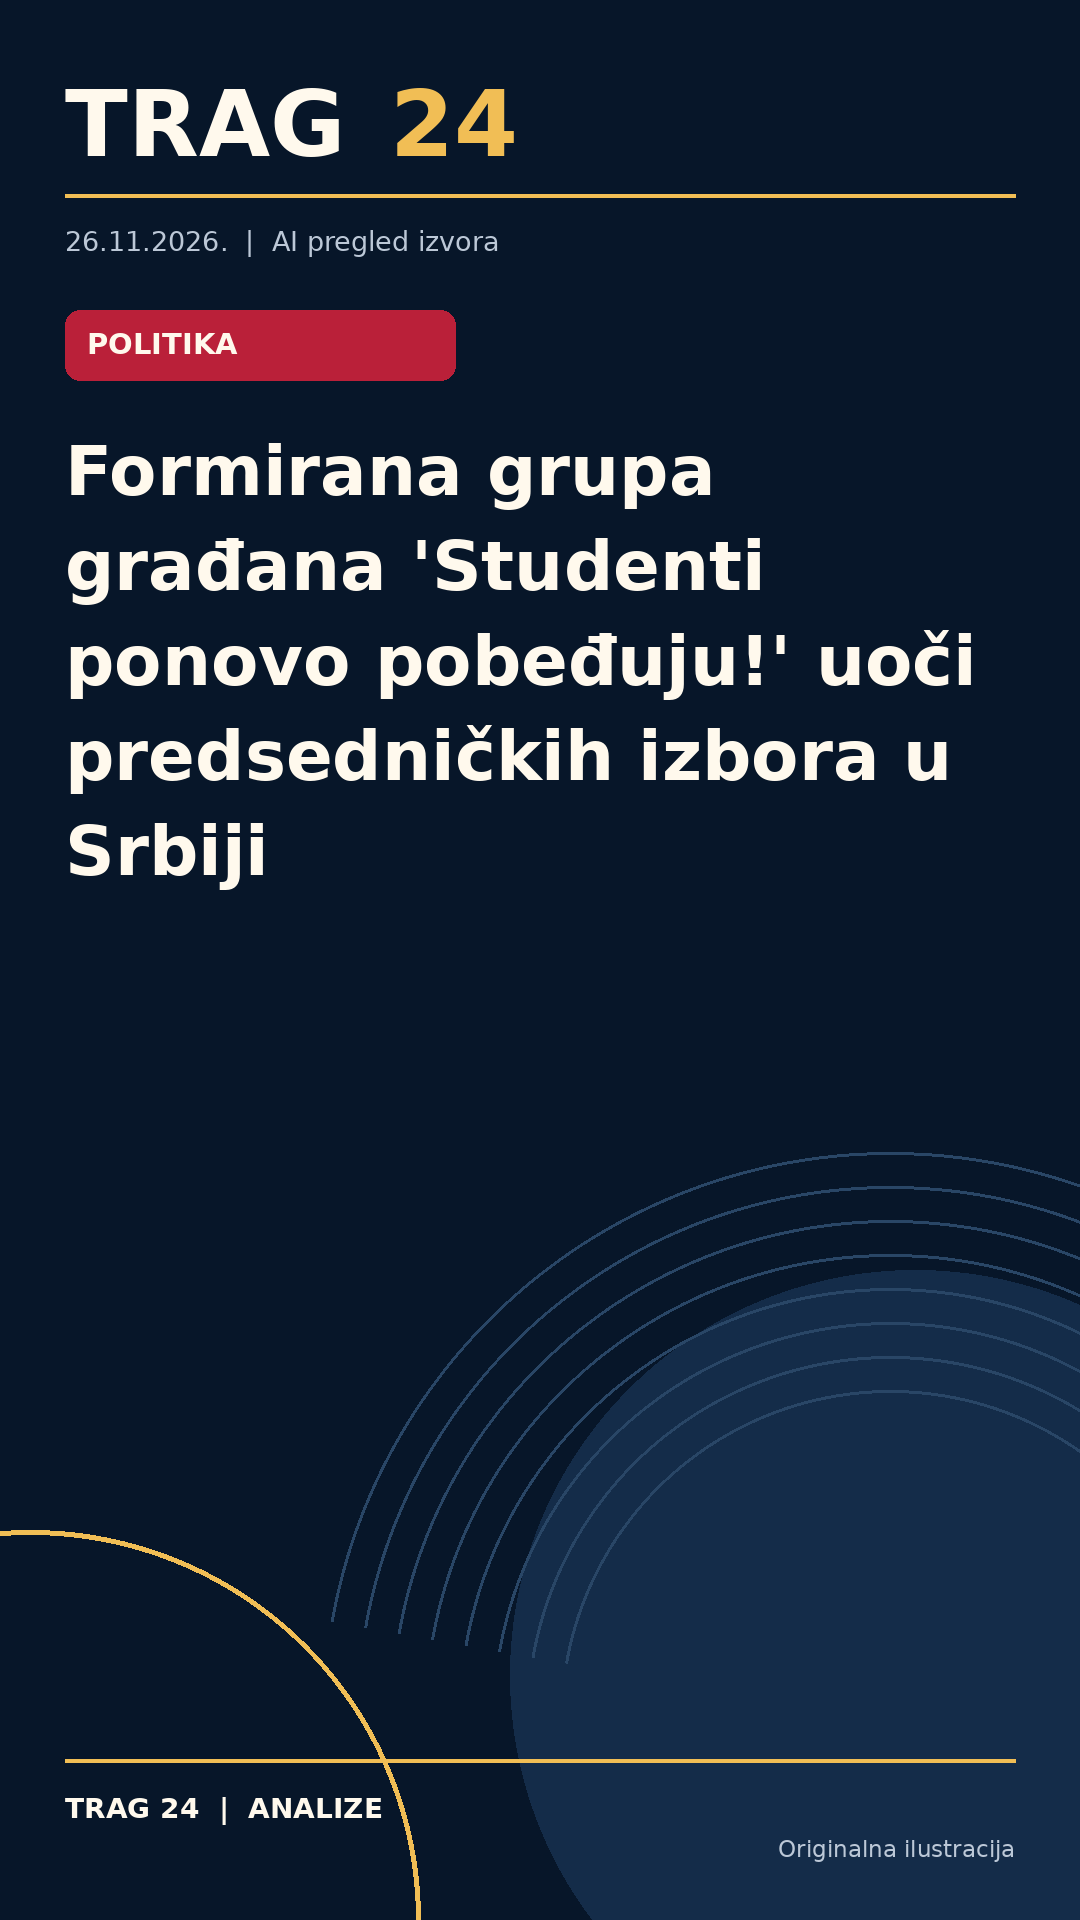 TRAG 24
26.11.2026. | AI pregled izvora
POLITIKA
Formirana grupa
građana 'Studenti
ponovo pobeđuju!' uoči
predsedničkih izbora u
Srbiji
TRAG 24 | ANALIZE
Originalna ilustracija